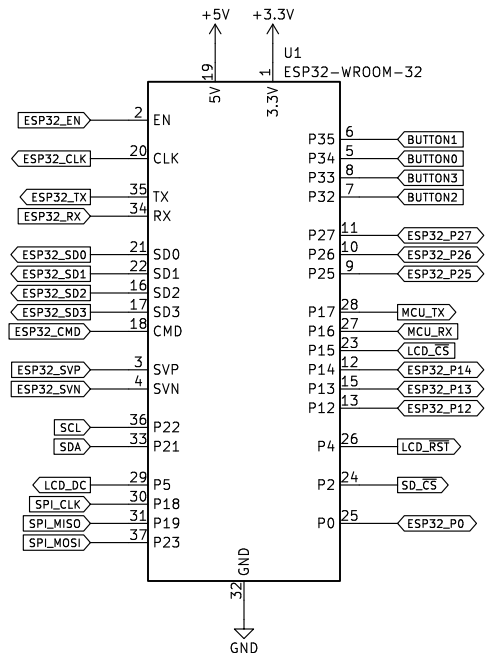 +5V
+3.3V
U1
ESP32-WROOM-32
19
5V
1
3.3V
ESP32_EN 2 EN
ESP32_CLK 20 CLK
ESP32_TX 35 TX
ESP32_RX 34 RX
ESP32_SD0 21 SD0
ESP32_SD1 22 SD1
ESP32_SD2 16 SD2
ESP32_SD3 17 SD3
ESP32_CMD 18 CMD
ESP32_SVP 3 SVP
ESP32_SVN 4 SVN
SCL 36 P22
SDA 33 P21
LCD_DC 29 P5
SPI_CLK 30 P18
SPI_MISO 31 P19
SPI_MOSI 37 P23
P35 6 BUTTON1
P34 5 BUTTON0
P33 8 BUTTON3
P32 7 BUTTON2
P27 11 ESP32_P27
P26 10 ESP32_P26
P25 9 ESP32_P25
P17 28 MCU_TX
P16 27 MCU_RX
P15 23 LCD_CS
P14 12 ESP32_P14
P13 15 ESP32_P13
P12 13 ESP32_P12
P4 26 LCD_RST
P2 24 SD_CS
P0 25 ESP32_P0
GND
32
GND